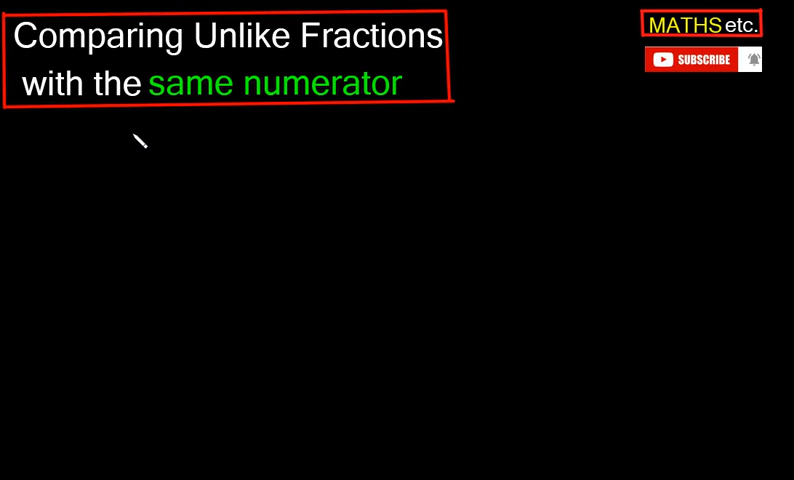 Comparing Unlike Fractions
with the same numerator
MATHS etc.
SUBSCRIBE